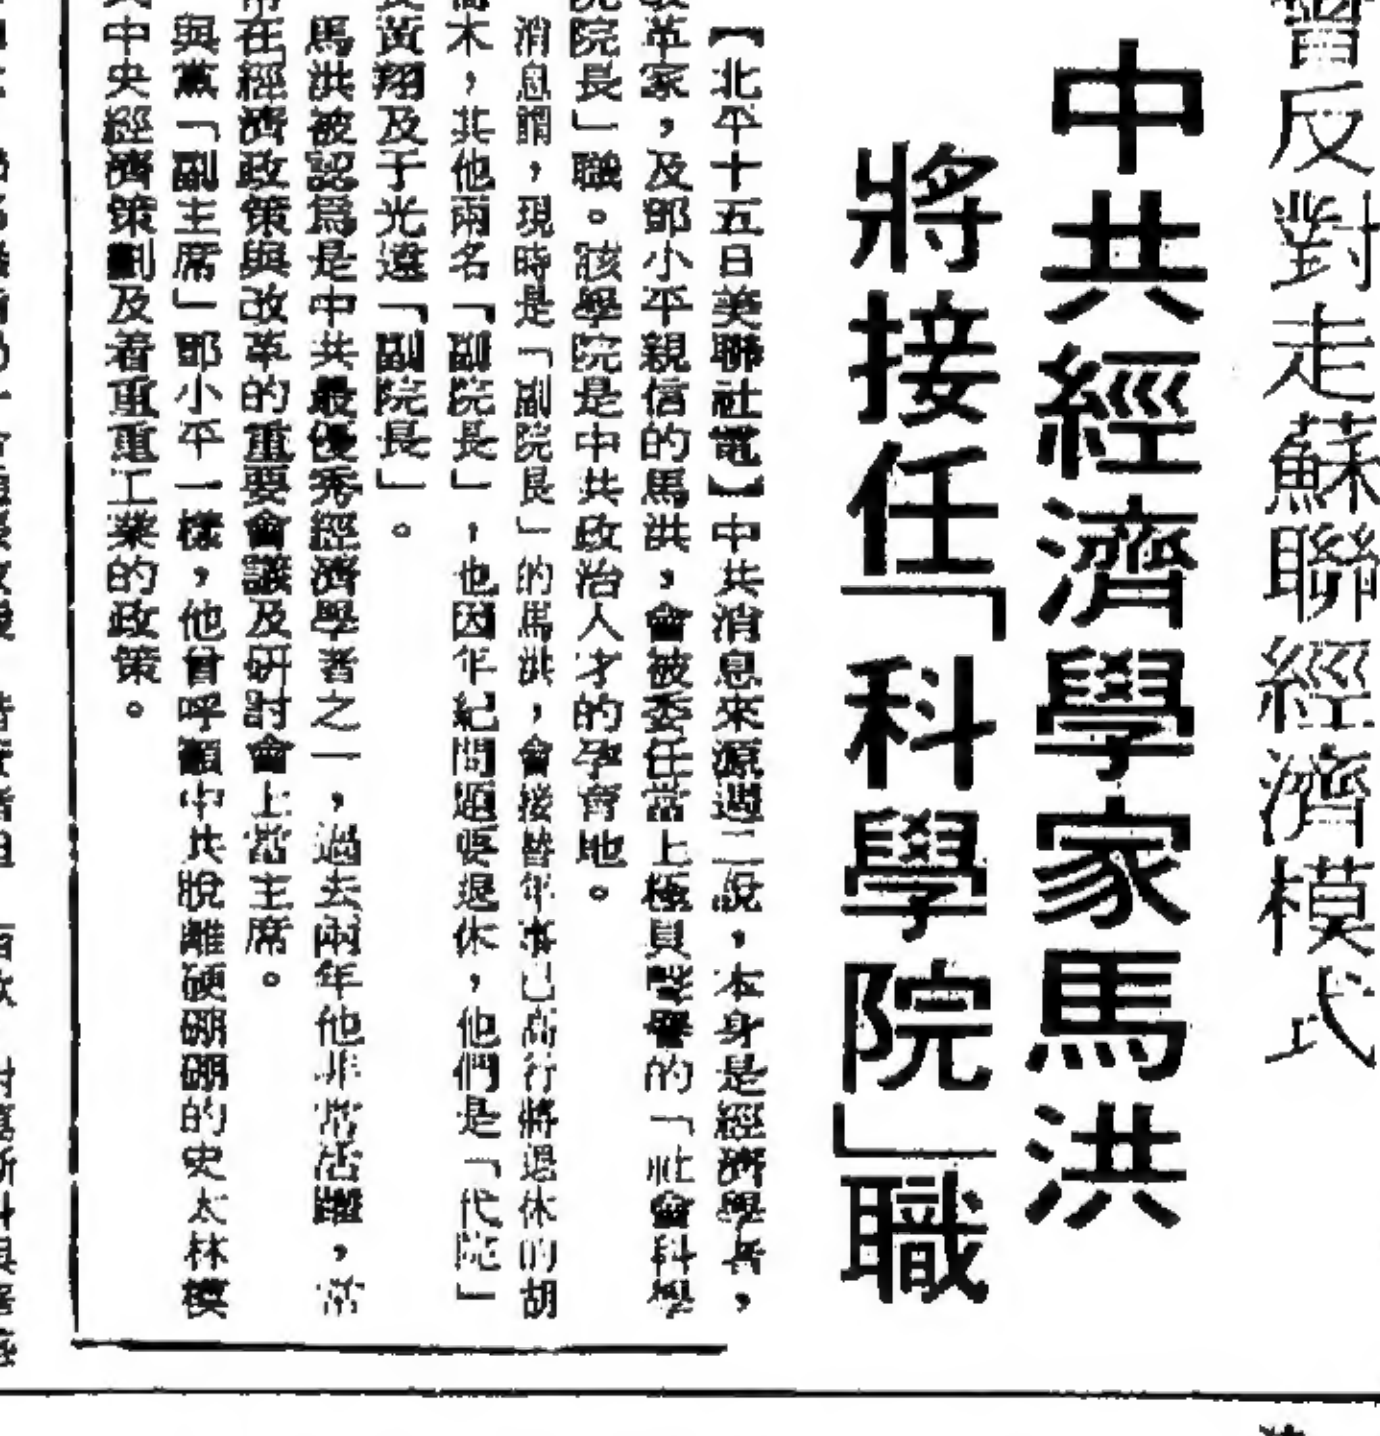 曾反對走蘇聯經濟模式
中共經濟學家馬洪
將接任「科學院」職
【北平十五日美聯社電】中共消息來源週二說，本身是經濟學者，
改革家，及鄧小平親信的馬洪，會被委任當上極負聲譽的「社會科學
院院長」職。該學院是中共政治人才的孕育地。
消息謂，現時是「副院長」的馬洪，會接替年事已高行將退休的胡
喬木，其他兩名「副院長」，也因年紀問題要退休，他們是「代院」
長黃翔及于光遠「副院長」。
馬洪被認爲是中共最優秀經濟學者之一，過去兩年他非常活躍，常
常在經濟政策與改革的重要會議及研討會上當主席。
與黨「副主席」鄧小平一樣，他曾呼籲中共脫離硬硼硼的史太林模
中央經濟策劃及着重重工業的政策。